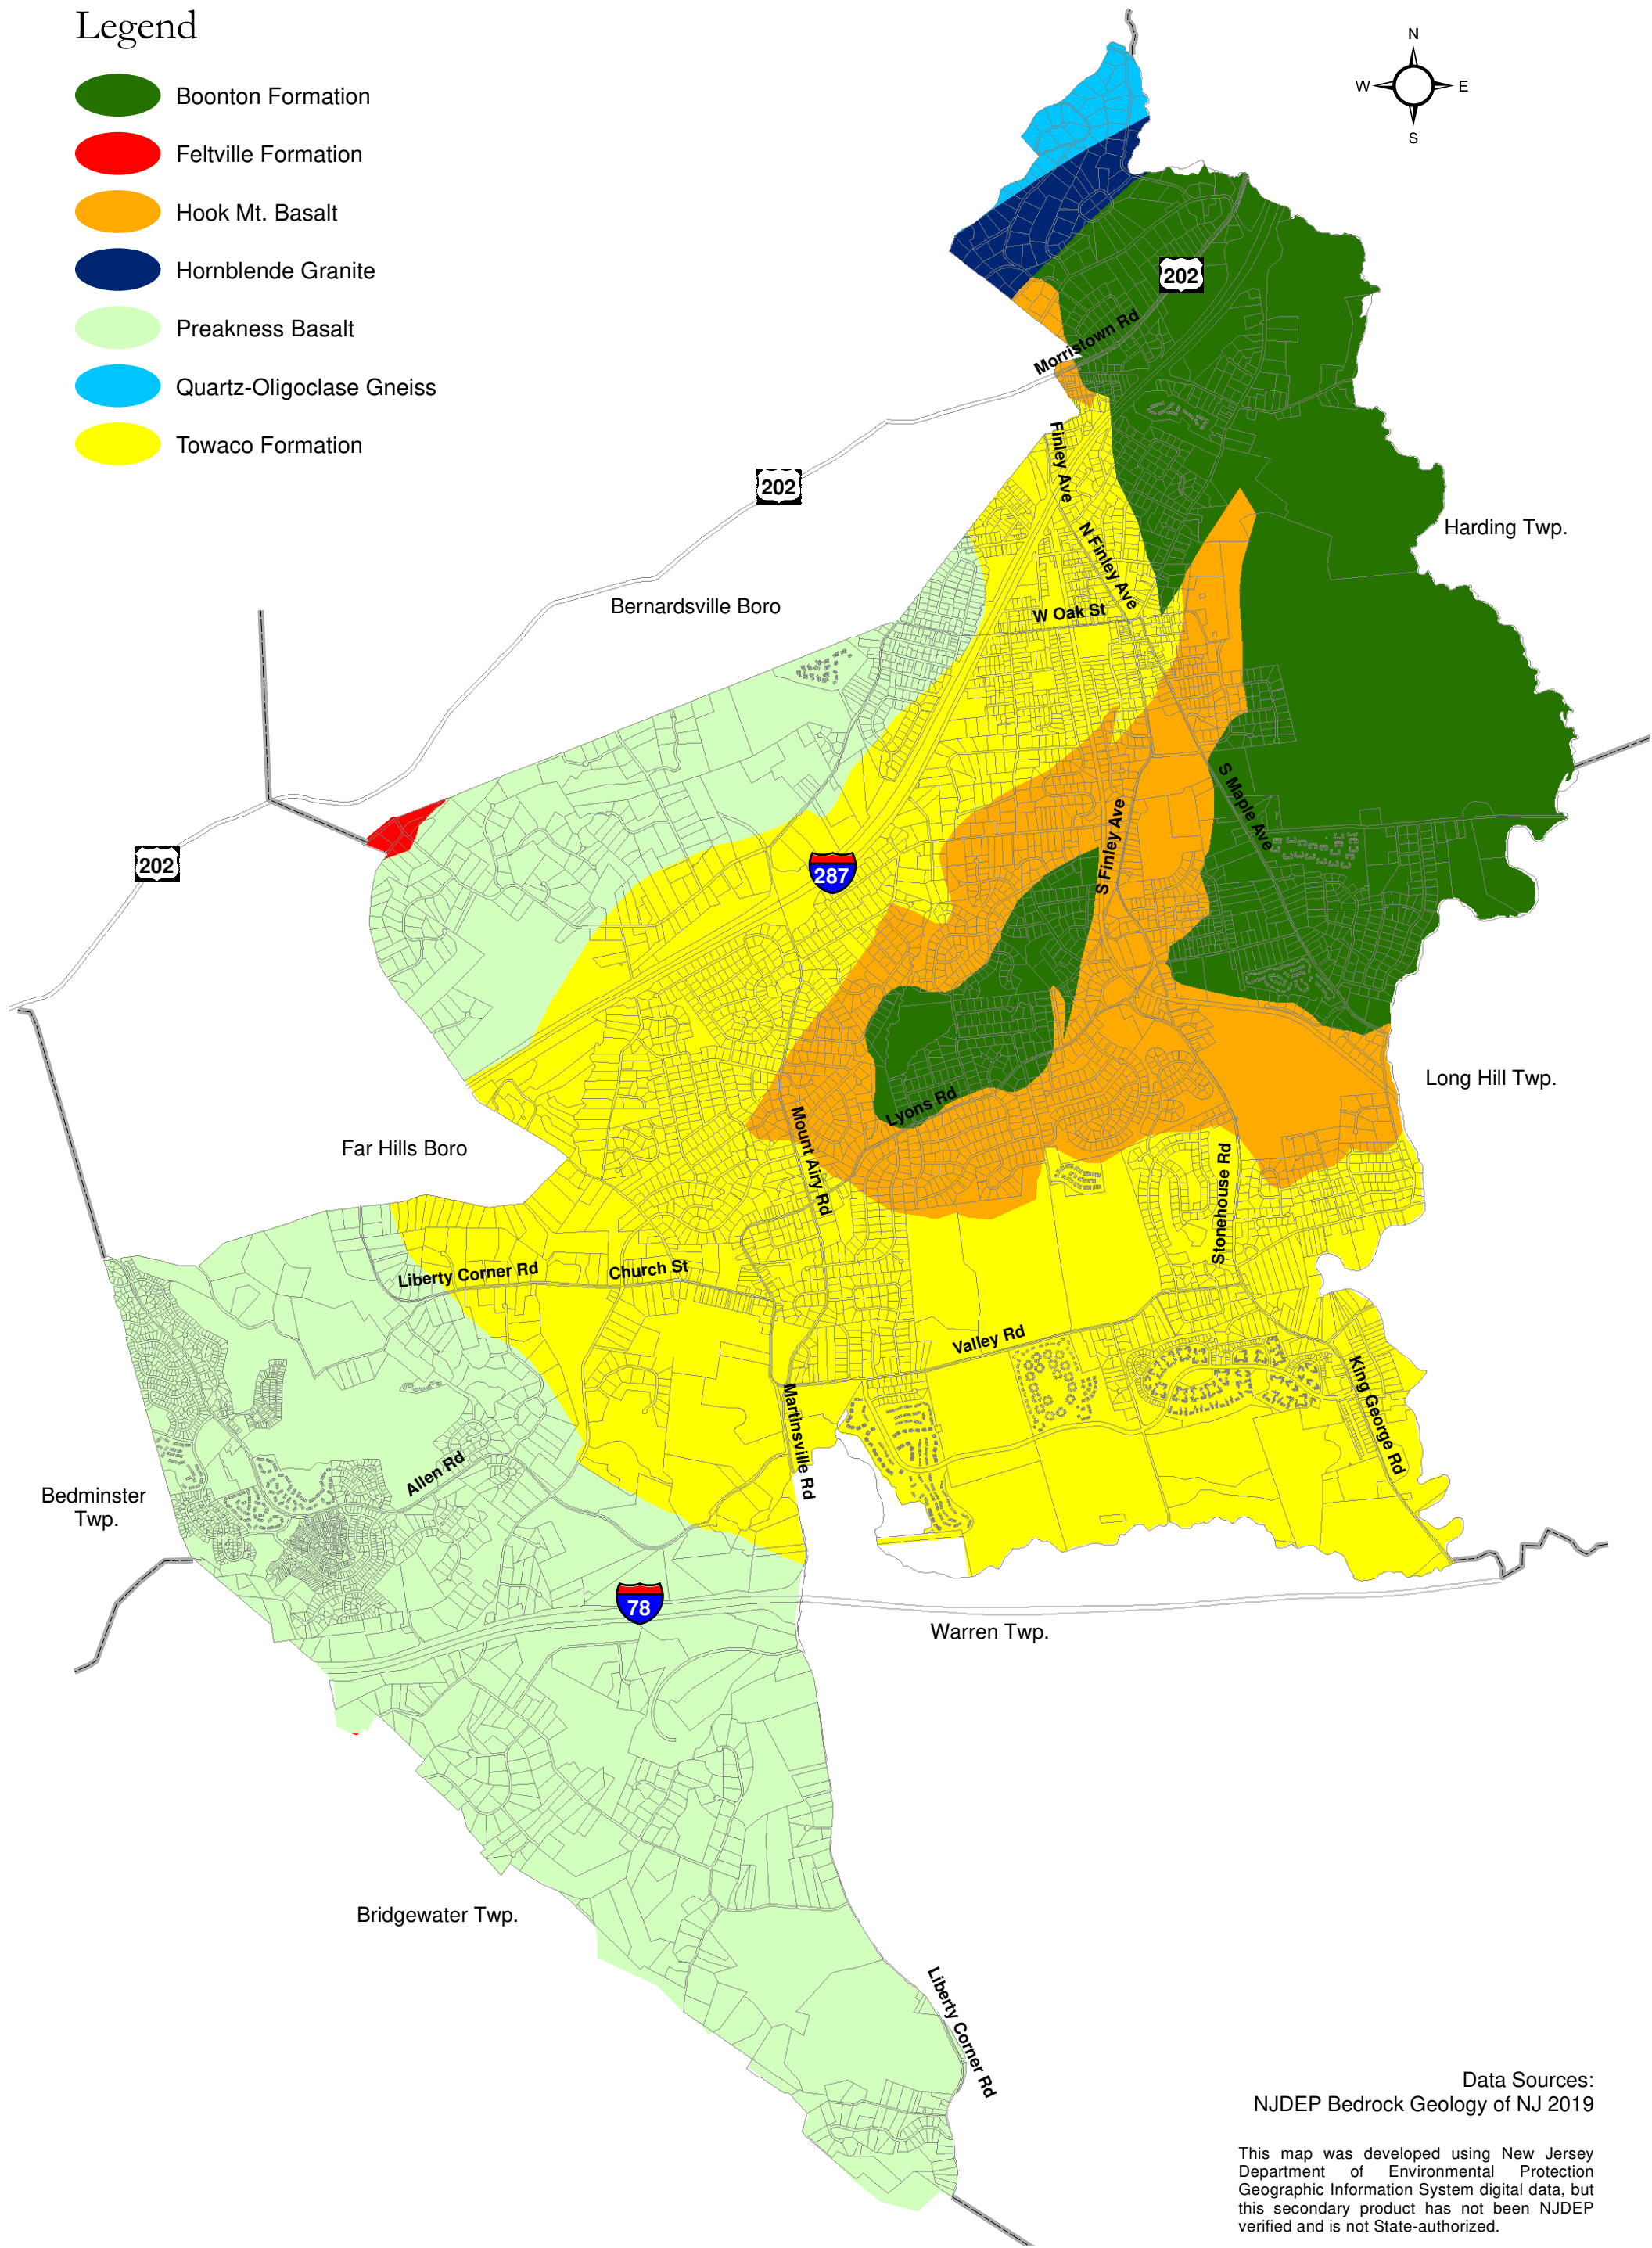 Legend
Boonton Formation
Feltville Formation
Hook Mt. Basalt
Hornblende Granite
Preakness Basalt
Quartz-Oligoclase Gneiss
Towaco Formation
N
W E
S
202
Morristown Rd
Finley Ave
202
Harding Twp.
N Finley Ave
Bernardsville Boro
W Oak St
S Maple Ave
S Finley Ave
202
287
Long Hill Twp.
Lyons Rd
Mount Airy Rd
Far Hills Boro
Stonehouse Rd
Liberty Corner Rd
Church St
Valley Rd
King George Rd
Martinsville Rd
Allen Rd
Bedminster
Twp.
78
Warren Twp.
Bridgewater Twp.
Liberty Corner Rd
Data Sources:
NJDEP Bedrock Geology of NJ 2019
This map was developed using New Jersey
Department of Environmental Protection
Geographic Information System digital data, but
this secondary product has not been NJDEP
verified and is not State-authorized.